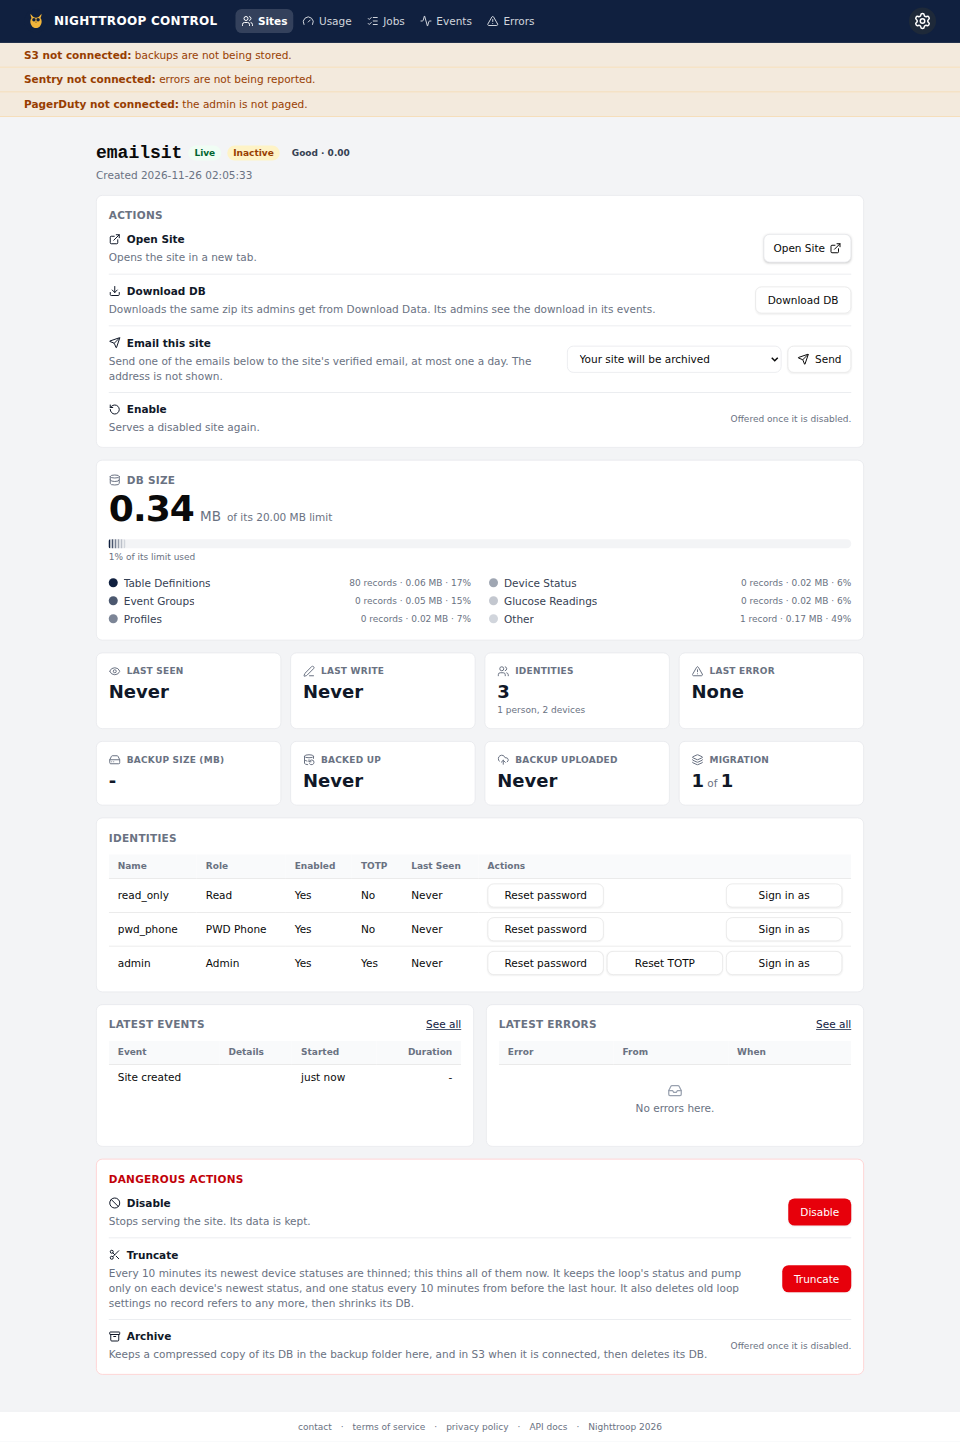 NIGHTTROOP CONTROL Sites Usage Jobs Events Errors
S3 not connected: backups are not being stored.
Sentry not connected: errors are not being reported.
PagerDuty not connected: the admin is not paged.
emailsit Live Inactive Good · 0.00
Created 2026-11-26 02:05:33
ACTIONS
Open Site
Opens the site in a new tab.
Open Site
Download DB
Downloads the same zip its admins get from Download Data. Its admins see the download in its events.
Download DB
Email this site
Send one of the emails below to the site's verified email, at most one a day. The
address is not shown.
Your site will be archived Send
Enable
Serves a disabled site again.
Offered once it is disabled.
DB SIZE
0.34 MB of its 20.00 MB limit
1% of its limit used
Table Definitions 80 records · 0.06 MB · 17%
Event Groups 0 records · 0.05 MB · 15%
Profiles 0 records · 0.02 MB · 7%
Device Status 0 records · 0.02 MB · 6%
Glucose Readings 0 records · 0.02 MB · 6%
Other 1 record · 0.17 MB · 49%
LAST SEEN
Never
LAST WRITE
Never
IDENTITIES
3
1 person, 2 devices
LAST ERROR
None
BACKUP SIZE (MB)
-
BACKED UP
Never
BACKUP UPLOADED
Never
MIGRATION
1 of 1
IDENTITIES
Name Role Enabled TOTP Last Seen Actions
read_only Read Yes No Never Reset password Sign in as
pwd_phone PWD Phone Yes No Never Reset password Sign in as
admin Admin Yes Yes Never Reset password Reset TOTP Sign in as
LATEST EVENTS See all
Event Details Started Duration
Site created just now -
LATEST ERRORS See all
Error From When
No errors here.
DANGEROUS ACTIONS
Disable
Stops serving the site. Its data is kept.
Disable
Truncate
Every 10 minutes its newest device statuses are thinned; this thins all of them now. It keeps the loop's status and pump
only on each device's newest status, and one status every 10 minutes from before the last hour. It also deletes old loop
settings no record refers to any more, then shrinks its DB.
Truncate
Archive
Keeps a compressed copy of its DB in the backup folder here, and in S3 when it is connected, then deletes its DB.
Offered once it is disabled.
contact · terms of service · privacy policy · API docs · Nighttroop 2026